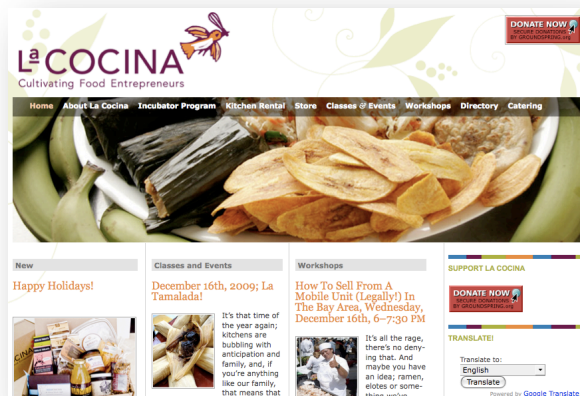 La COCINA
Cultivating Food Entrepreneurs
DONATE NOW
SECURE DONATIONS
BY GROUNDSPRING.org
Home About La Cocina Incubator Program Kitchen Rental Store Classes & Events Workshops Directory Catering
New
Happy Holidays!
Classes and Events
December 16th, 2009; La
Tamalada!
It's that time of
the year again;
kitchens are
bubbling with
anticipation and
family, and, if
you're anything
like our family,
that means that
Workshops
How To Sell From A
Mobile Unit (Legally!) In
The Bay Area, Wednesday,
December 16th, 6–7:30 PM
It's all the rage,
there's no deny-
ing that. And
maybe you have
an idea; ramen,
elotes or some-
thing we've
SUPPORT LA COCINA
DONATE NOW
SECURE DONATIONS
BY GROUNDSPRING.org
TRANSLATE!
Translate to:
English
Translate
Powered by Google Translate